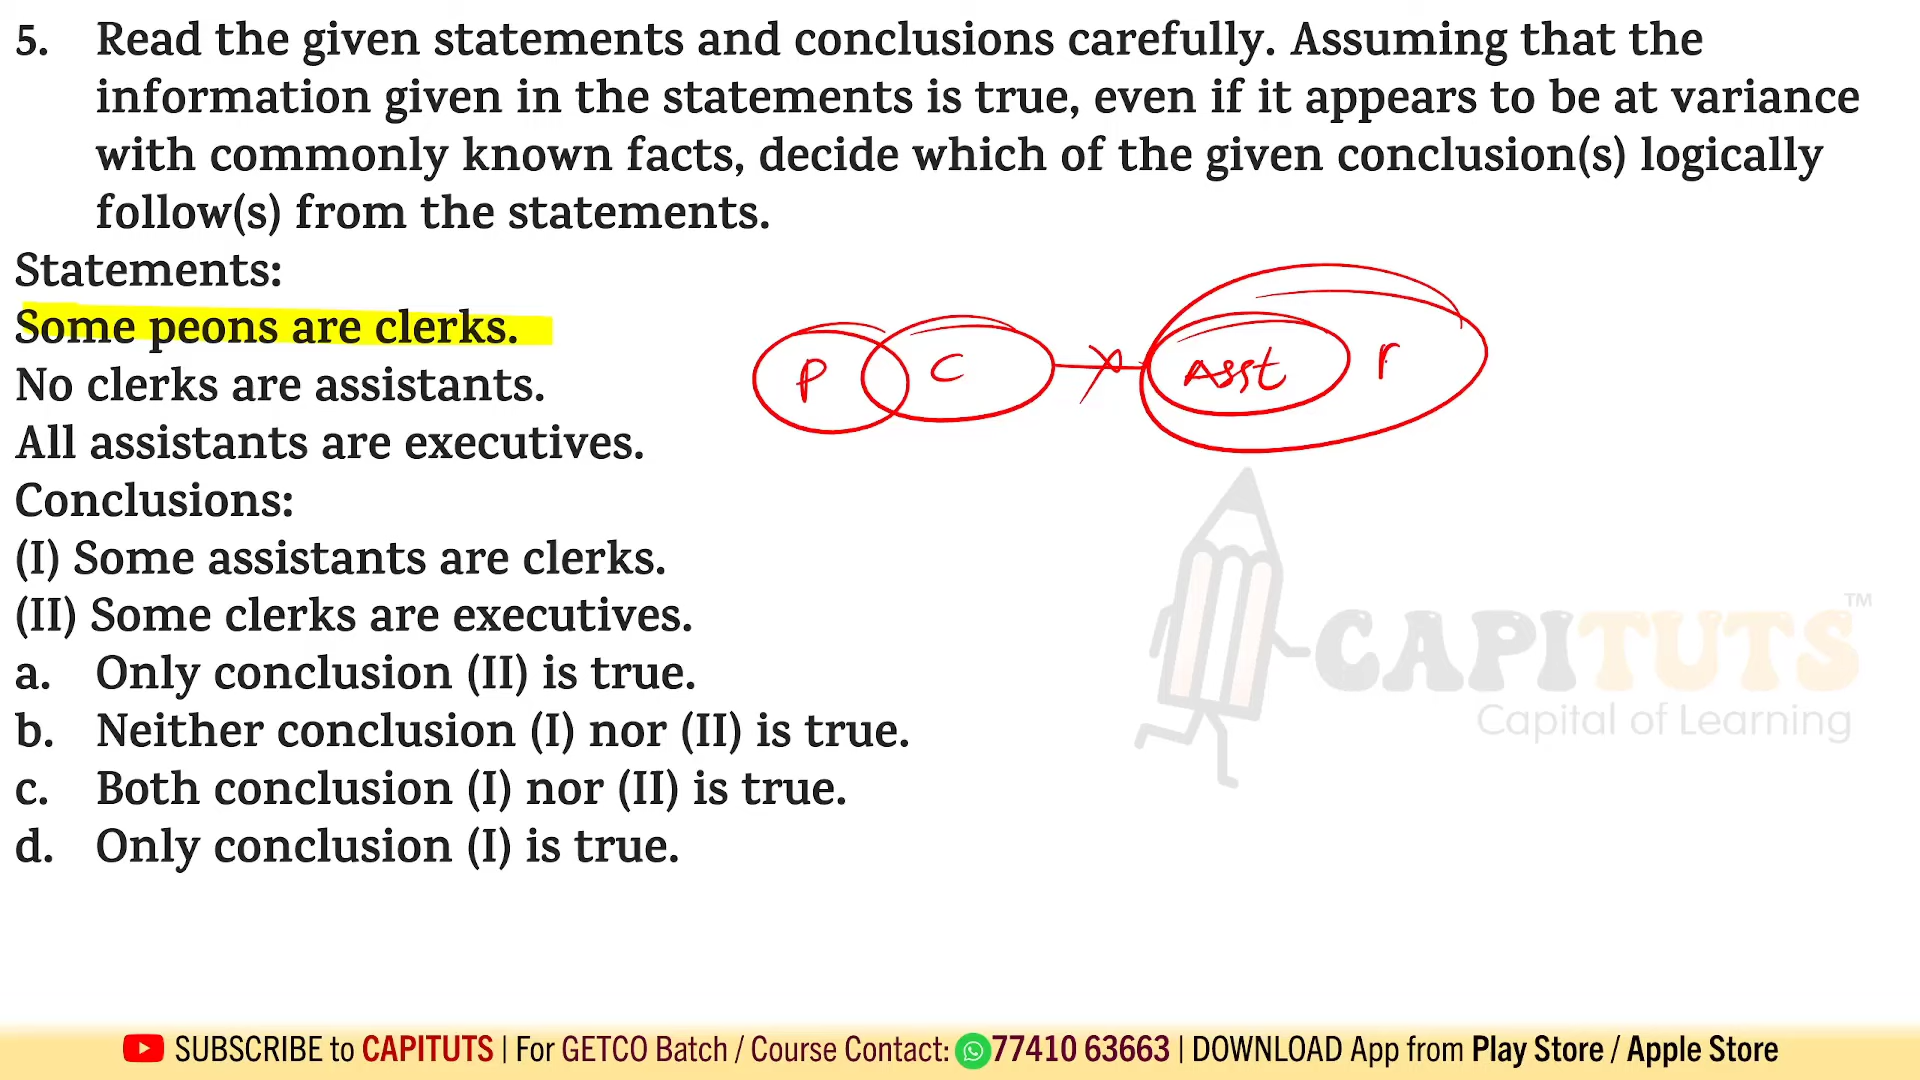 5. Read the given statements and conclusions carefully. Assuming that the
information given in the statements is true, even if it appears to be at variance
with commonly known facts, decide which of the given conclusion(s) logically
follow(s) from the statements.
Statements:
Some peons are clerks.
No clerks are assistants.
All assistants are executives.
Conclusions:
(I) Some assistants are clerks.
(II) Some clerks are executives.
a. Only conclusion (II) is true.
b. Neither conclusion (I) nor (II) is true.
c. Both conclusion (I) nor (II) is true.
d. Only conclusion (I) is true.
P C Asst
CAPITUTS™
Capital of Learning
SUBSCRIBE to CAPITUTS | For GETCO Batch / Course Contact: 77410 63663 | DOWNLOAD App from Play Store / Apple Store